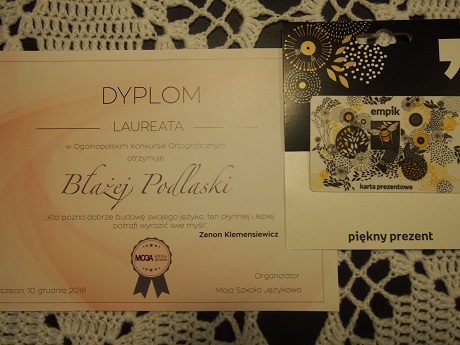 DYPLOM
LAUREATA
w Ogólnopolskim Konkursie Ortograficznym
otrzymuje
Błażej Podlaski
„Kto pozna dobrze budowę swojego języka, ten płynniej i lepiej
potrafi wyrazić swe myśli”
Zenon Klemensiewicz
MOJA
Szczecin, 10 grudnia 2018
Organizator
Moja Szkoła Językowa
empik
karta prezentowa
piękny prezent